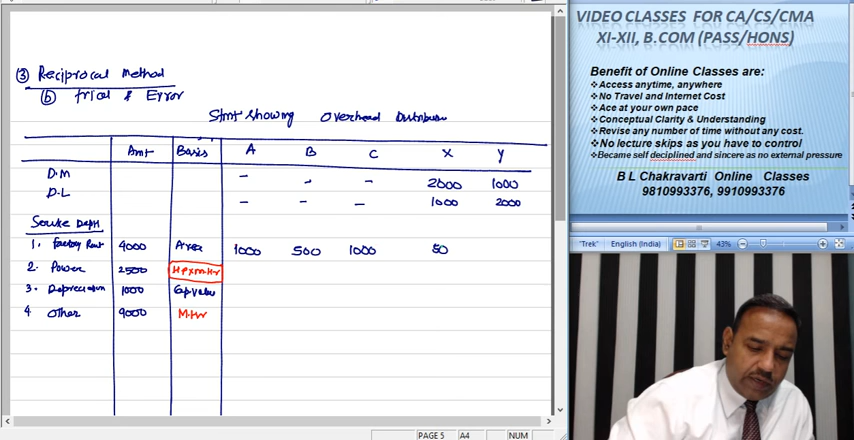 ③ Reciprocal Method
(b) Trial & Error
Stmt showing Overhead Distribution
Amt Basis A B C X Y
D.M - - - 2000 1000
D.L - - - 1000 2000
1. Factory Rent 4000 Area 1000 500 1000 50
2. Power 2500 H.PxM.Hr
3. Depreciation 1000 Cap value
4 Other 9000 M.Hr
PAGE 5 A4 NUM
VIDEO CLASSES FOR CA/CS/CMA
XI-XII, B.COM (PASS/HONS)
Benefit of Online Classes are:
❖Access anytime, anywhere
❖No Travel and Internet Cost
❖Ace at your own pace
❖Conceptual Clarity & Understanding
❖Revise any number of time without any cost.
❖No lecture skips as you have to control
❖Became self deciplined and sincere as no external pressure
B L Chakravarti Online Classes
9810993376, 9910993376
"Trek" English (India) 43%